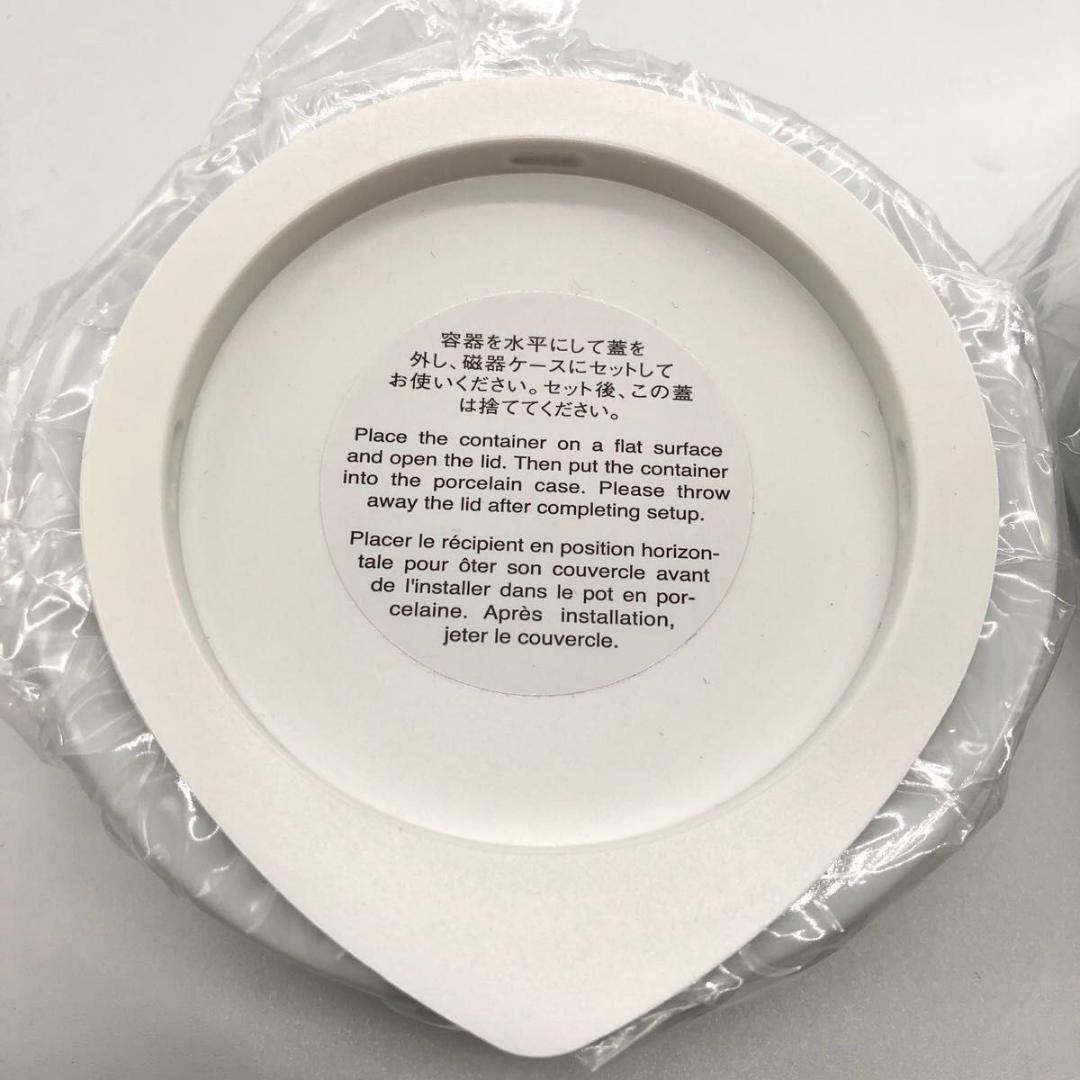 容器を水平にして蓋を
外し、磁器ケースにセットして
お使いください。セット後、この蓋
は捨ててください。
Place the container on a flat surface
and open the lid. Then put the container
into the porcelain case. Please throw
away the lid after completing setup.
Placer le récipient en position horizon-
tale pour ôter son couvercle avant
de l'installer dans le pot en por-
celaine. Après installation,
jeter le couvercle.